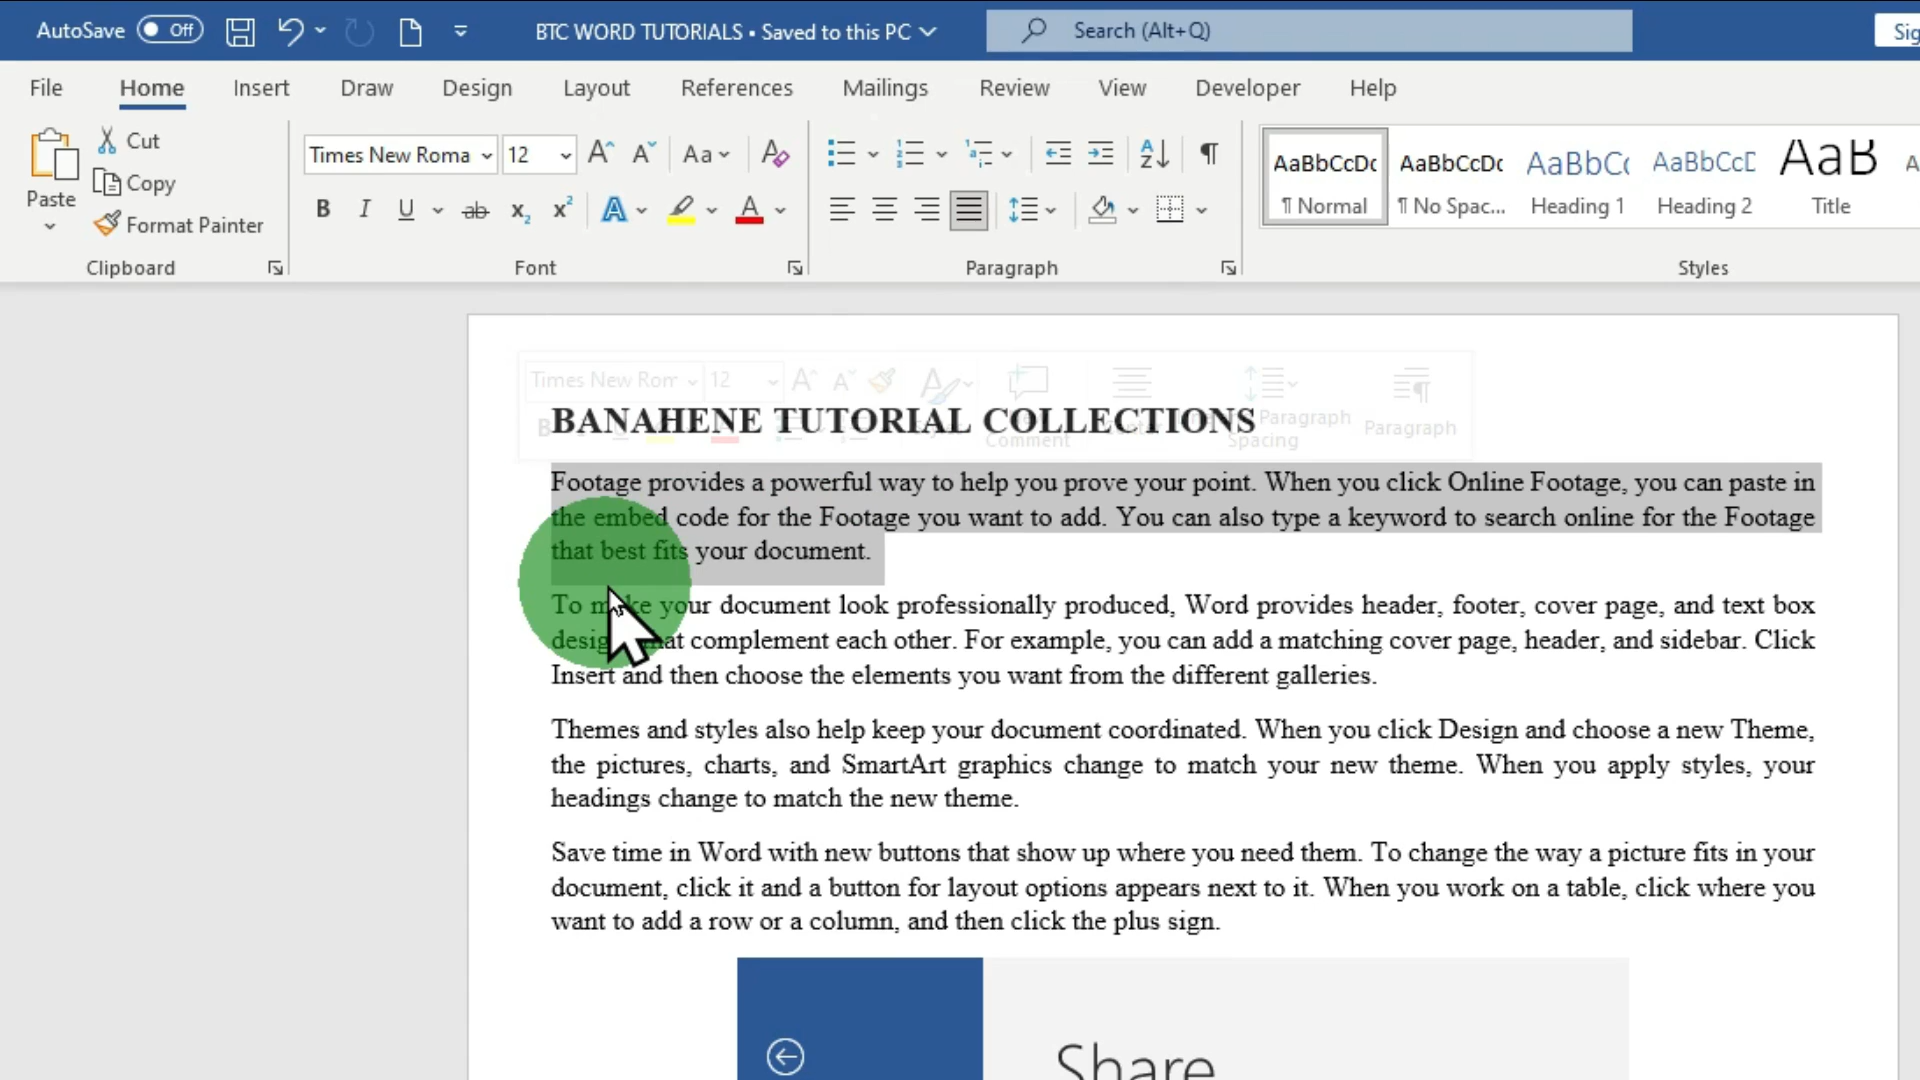 AutoSave Off BTC WORD TUTORIALS • Saved to this PC Search (Alt+Q)
File Home Insert Draw Design Layout References Mailings Review View Developer Help
Paste
Cut
Copy
Format Painter
Clipboard
Times New Roma 12 Aa
B I U ab
Font
Paragraph
AaBbCcDc AaBbCcDc AaBbC AaBbCcD AaB
¶ Normal ¶ No Spac... Heading 1 Heading 2 Title
Styles
Times New Ror 12
Comment
Spacing
Paragraph
Paragraph
BANAHENE TUTORIAL COLLECTIONS
Footage provides a powerful way to help you prove your point. When you click Online Footage, you can paste in
the embed code for the Footage you want to add. You can also type a keyword to search online for the Footage
that best fits your document.
To make your document look professionally produced, Word provides header, footer, cover page, and text box
that complement each other. For example, you can add a matching cover page, header, and sidebar. Click
Insert and then choose the elements you want from the different galleries.
Themes and styles also help keep your document coordinated. When you click Design and choose a new Theme,
the pictures, charts, and SmartArt graphics change to match your new theme. When you apply styles, your
headings change to match the new theme.
Save time in Word with new buttons that show up where you need them. To change the way a picture fits in your
document, click it and a button for layout options appears next to it. When you work on a table, click where you
want to add a row or a column, and then click the plus sign.
Share